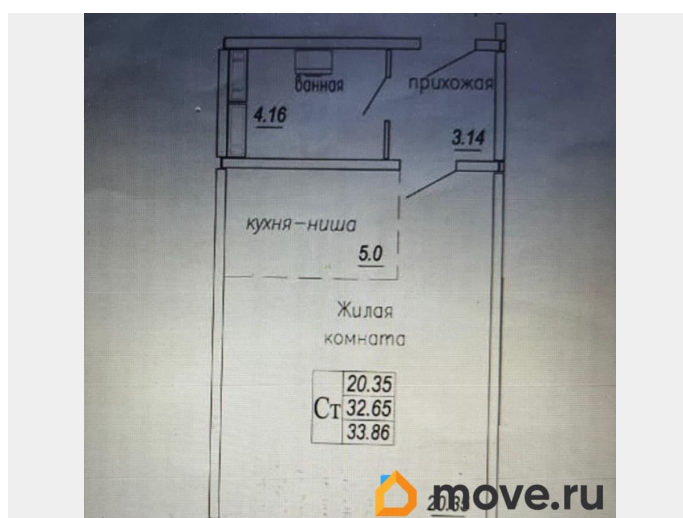 ванная
прихожая
4.16
3.14
кухня-ниша
5.0
Жилая
комната
20.35
Ст 32.65
33.86
move.ru